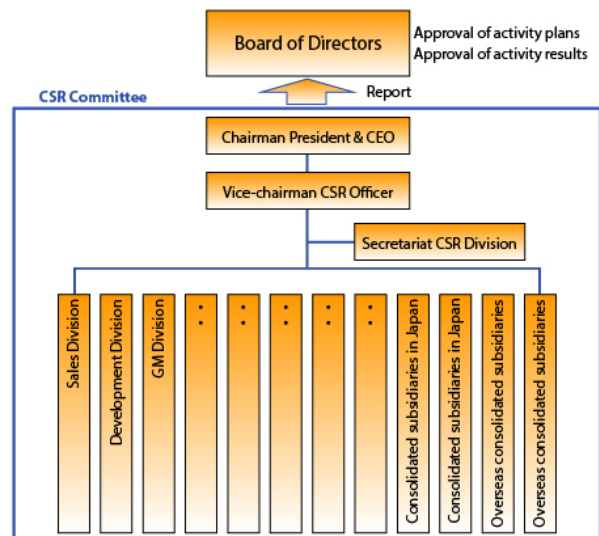 Board of Directors
Approval of activity plans
Approval of activity results
Report
CSR Committee
Chairman President & CEO
Vice-chairman CSR Officer
Secretariat CSR Division
Sales Division
Development Division
GM Division
:
:
:
:
:
Consolidated subsidiaries in Japan
Consolidated subsidiaries in Japan
Overseas consolidated subsidiaries
Overseas consolidated subsidiaries